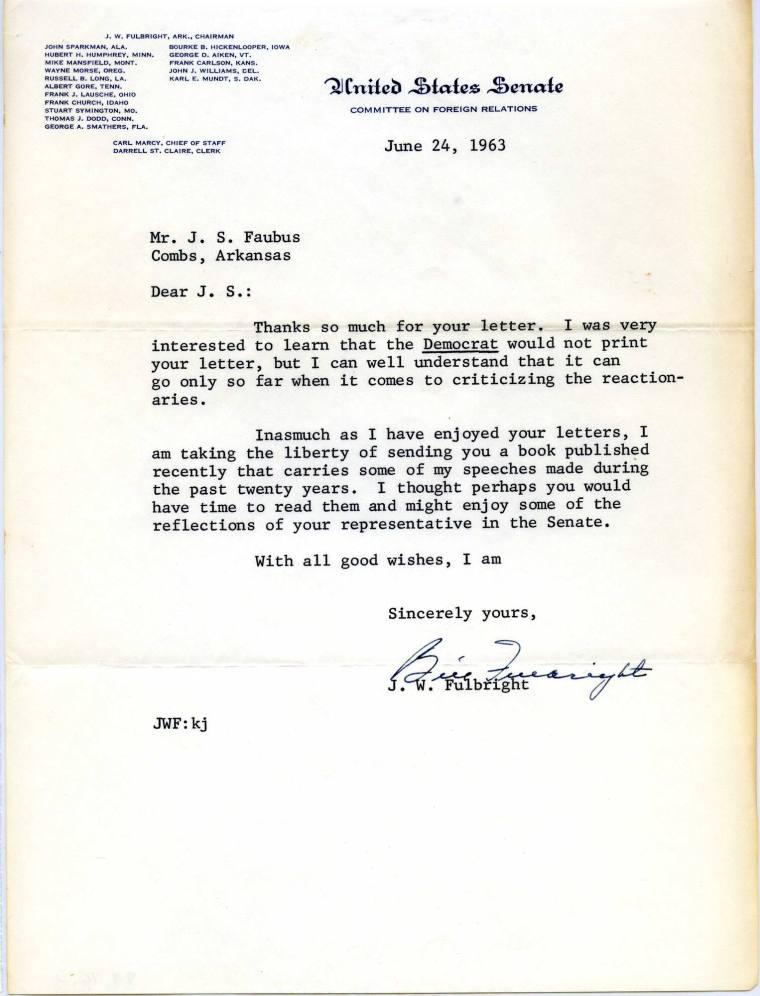 J. W. FULBRIGHT, ARK., CHAIRMAN
JOHN SPARKMAN, ALA.
HUBERT H. HUMPHREY, MINN.
MIKE MANSFIELD, MONT.
WAYNE MORSE, OREG.
RUSSELL B. LONG, LA.
ALBERT GORE, TENN.
FRANK J. LAUSCHE, OHIO
FRANK CHURCH, IDAHO
STUART SYMINGTON, MO.
THOMAS J. DODD, CONN.
GEORGE A. SMATHERS, FLA.
BOURKE B. HICKENLOOPER, IOWA
GEORGE D. AIKEN, VT.
FRANK CARLSON, KANS.
JOHN J. WILLIAMS, DEL.
KARL E. MUNDT, S. DAK.
CARL MARCY, CHIEF OF STAFF
DARRELL ST. CLAIRE, CLERK
United States Senate
COMMITTEE ON FOREIGN RELATIONS
June 24, 1963
Mr. J. S. Faubus
Combs, Arkansas
Dear J. S.:
Thanks so much for your letter. I was very
interested to learn that the Democrat would not print
your letter, but I can well understand that it can
go only so far when it comes to criticizing the reaction-
aries.
Inasmuch as I have enjoyed your letters, I
am taking the liberty of sending you a book published
recently that carries some of my speeches made during
the past twenty years. I thought perhaps you would
have time to read them and might enjoy some of the
reflections of your representative in the Senate.
With all good wishes, I am
Sincerely yours,
Bill Fulbright
J. W. Fulbright
JWF:kj